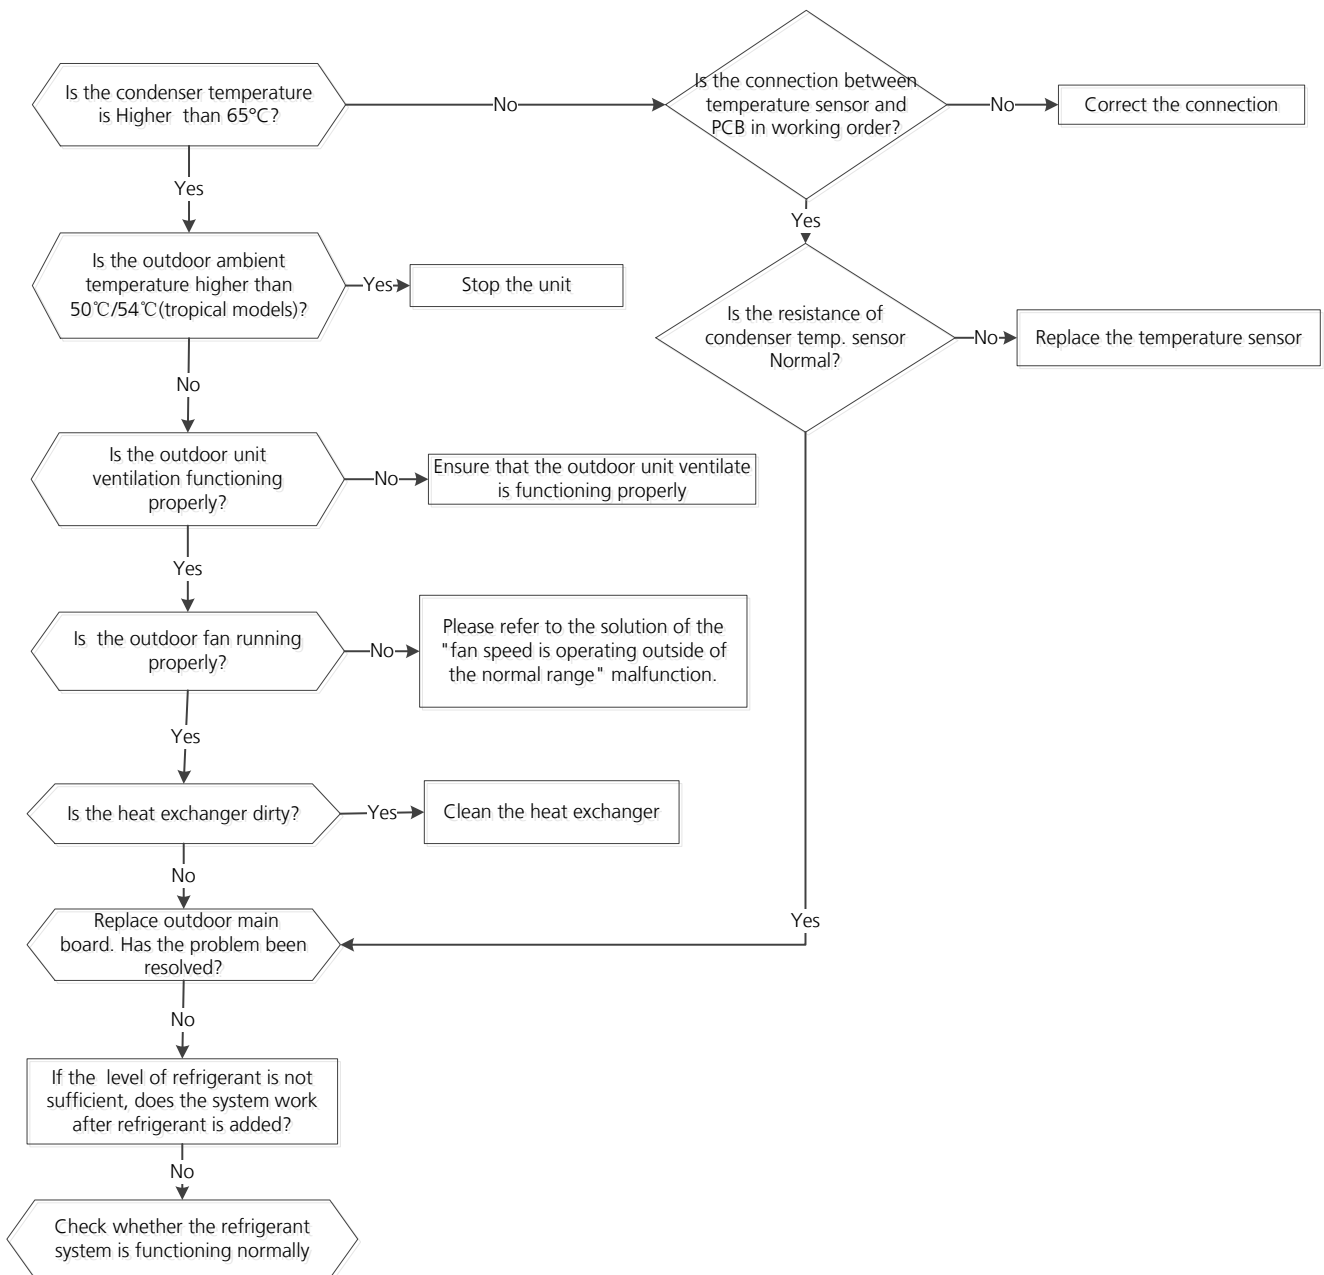 Is the condenser temperature
is Higher  than 65°C?
No
Is the connection between
temperature sensor and
PCB in working order?
No
Correct the connection
Yes
Yes
Is the outdoor ambient
temperature higher than
50℃/54℃(tropical models)?
Yes
Stop the unit
Is the resistance of
condenser temp. sensor
Normal?
No
Replace the temperature sensor
No
Is the outdoor unit
ventilation functioning
properly?
No
Ensure that the outdoor unit ventilate
is functioning properly
Yes
Is  the outdoor fan running
properly?
No
Please refer to the solution of the
"fan speed is operating outside of
the normal range" malfunction.
Yes
Is the heat exchanger dirty?
Yes
Clean the heat exchanger
No
Yes
Replace outdoor main
board. Has the problem been
resolved?
No
If the  level of refrigerant is not
sufficient, does the system work
after refrigerant is added?
No
Check whether the refrigerant
system is functioning normally